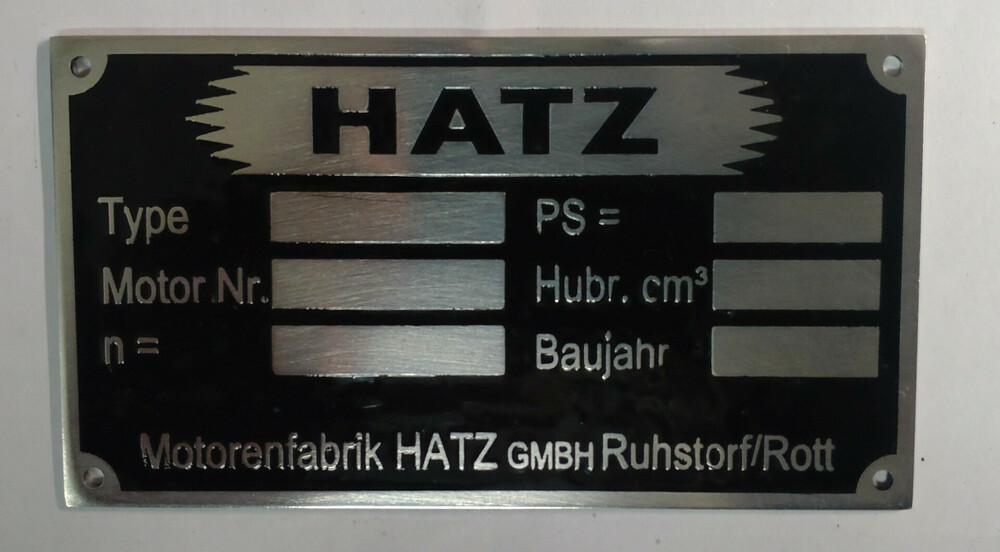 HATZ
Type PS =
Motor Nr. Hubr. cm³
n = Baujahr
Motorenfabrik HATZ GMBH Ruhstorf/Rott